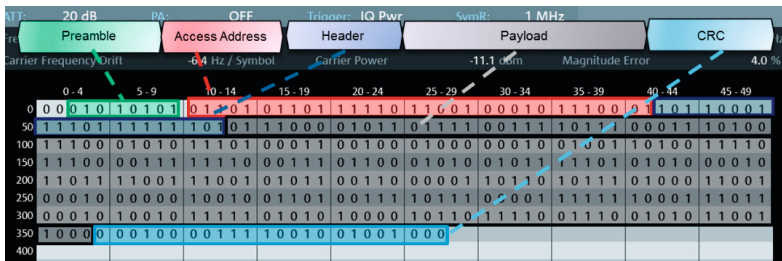 ATT: 20 dB PA: OFF Trigger: IQ Pwr SymR: 1 MHz
Preamble Access Address Header Payload CRC
Carrier Frequency Drift -6.4 Hz / Symbol Carrier Power -11.1 dBm Magnitude Error 4.0 %
0 - 4 5 - 9 10 - 14 15 - 19 20 - 24 25 - 29 30 - 34 35 - 39 40 - 44 45 - 49
0 0 0 0 1 0 1 0 1 0 1 0 1 1 0 1 0 1 1 0 1 1 1 1 1 0 1 1 0 0 1 0 0 0 1 0 1 1 1 0 0 0 1 1 0 1 1 0 0 0 1
50 1 1 1 0 1 1 1 1 1 1 1 0 1 0 1 1 1 0 0 0 0 1 1 0 1 0 1 1 1 1 0 0 0 1 1 1 0 1 1 1 0 0 0 1 1 1 1 0 1 0
100 1 1 1 0 0 0 1 0 0 1 0 1 1 1 1 0 0 0 1 1 0 0 1 0 0 0 1 0 0 0 0 0 0 1 0 0 1 1 1 0 1 1 1 0 1 0 1 0 0 1
150 1 1 1 0 0 0 0 1 1 1 1 1 1 1 0 0 0 0 1 1 0 1 0 0 1 0 1 0 1 0 0 1 0 1 0 0 1 1 0 1 0 1 0 1 0 0 0 0 1 0
200 1 1 0 1 1 1 1 0 0 1 1 1 0 0 1 0 1 0 1 1 0 1 1 0 1 0 0 0 0 1 1 0 1 1 0 1 0 1 1 1 0 1 0 0 0 0 0 0 1 1
250 0 0 0 1 0 0 0 0 0 0 1 0 0 0 1 0 0 1 1 1 0 0 0 1 0 1 0 1 1 0 1 0 0 0 1 1 1 1 1 1 0 0 0 1 0 1 1 0 0 1
300 0 0 0 1 0 1 0 0 1 0 1 1 1 1 1 0 1 0 1 0 1 0 0 0 0 1 0 1 1 0 1 1 1 1 0 0 1 1 1 0 0 1 0 1 0 1 1 0 1 1
350 1 0 0 0 0 0 0 1 0 0 0 0 1 1 1 1 0 0 1 0 0 1 0 0 1 0 0 0
400